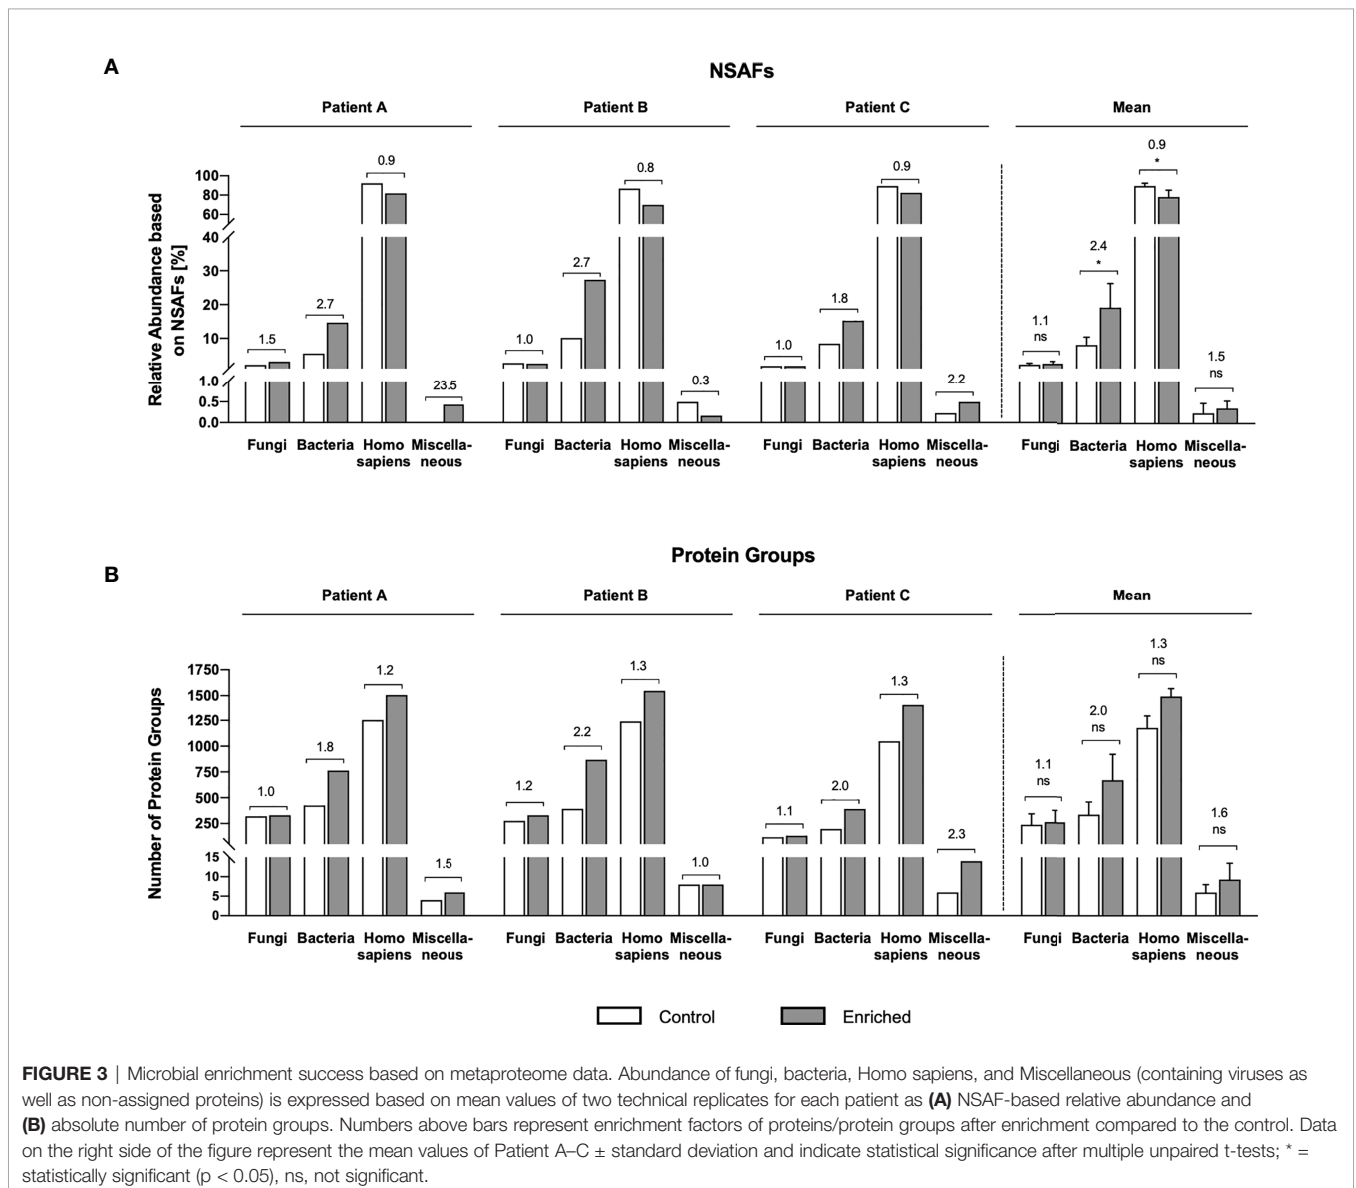 A
NSAFs
Patient A
Patient B
Patient C
Mean
Relative Abundance based
on NSAFs [%]
100
80
60
40
30
20
10
1.0
0.5
0.0
1.5
2.7
0.9
23.5
1.0
2.7
0.8
0.3
1.0
1.8
0.9
2.2
1.1
ns
2.4
*
0.9
*
1.5
ns
Fungi Bacteria Homo Miscella-
sapiens neous
Fungi Bacteria Homo Miscella-
sapiens neous
Fungi Bacteria Homo Miscella-
sapiens neous
Fungi Bacteria Homo Miscella-
sapiens neous
B
Protein Groups
Patient A
Patient B
Patient C
Mean
Number of Protein Groups
1750
1500
1250
1000
750
500
250
15
10
5
0
1.0
1.8
1.2
1.5
1.2
2.2
1.3
1.0
1.1
2.0
1.3
2.3
1.1
ns
2.0
ns
1.3
ns
1.6
ns
Fungi Bacteria Homo Miscella-
sapiens neous
Fungi Bacteria Homo Miscella-
sapiens neous
Fungi Bacteria Homo Miscella-
sapiens neous
Fungi Bacteria Homo Miscella-
sapiens neous
Control
Enriched
FIGURE 3 | Microbial enrichment success based on metaproteome data. Abundance of fungi, bacteria, Homo sapiens, and Miscellaneous (containing viruses as
well as non-assigned proteins) is expressed based on mean values of two technical replicates for each patient as (A) NSAF-based relative abundance and
(B) absolute number of protein groups. Numbers above bars represent enrichment factors of proteins/protein groups after enrichment compared to the control. Data
on the right side of the figure represent the mean values of Patient A–C ± standard deviation and indicate statistical significance after multiple unpaired t-tests; * =
statistically significant (p < 0.05), ns, not significant.